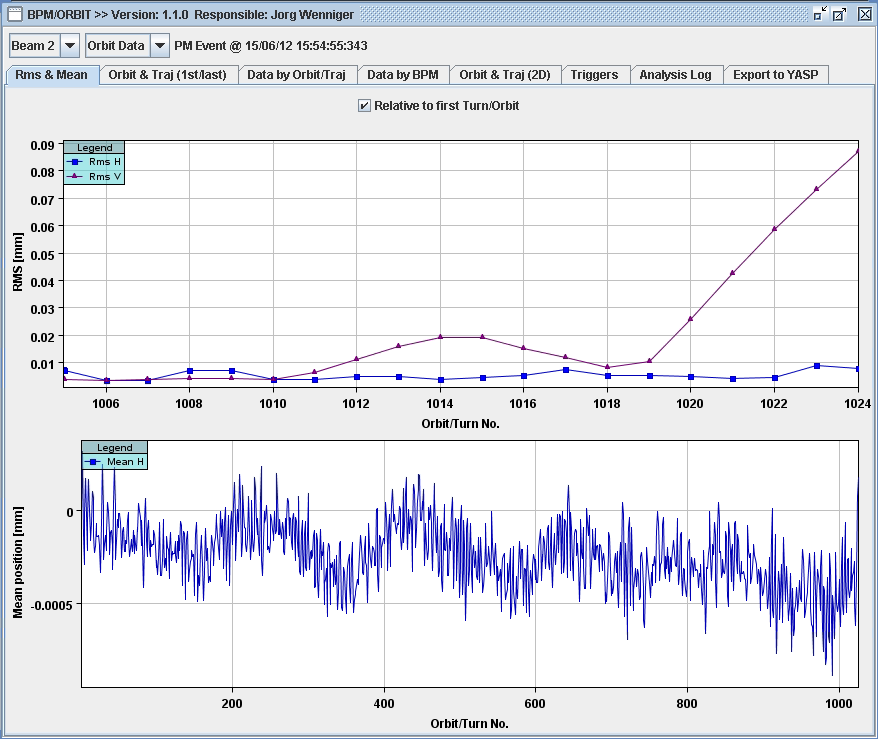 BPM/ORBIT >> Version: 1.1.0 Responsible: Jorg Wenniger
Beam 2 Orbit Data PM Event @ 15/06/12 15:54:55:343
Rms & Mean Orbit & Traj (1st/last) Data by Orbit/Traj Data by BPM Orbit & Traj (2D) Triggers Analysis Log Export to YASP
Relative to first Turn/Orbit
Legend
Rms H
Rms V
0.09
0.08
0.07
0.06
0.05
0.04
0.03
0.02
0.01
RMS [mm]
1006 1008 1010 1012 1014 1016 1018 1020 1022 1024
Orbit/Turn No.
Legend
Mean H
0
-0.0005
Mean position [mm]
200 400 600 800 1000
Orbit/Turn No.